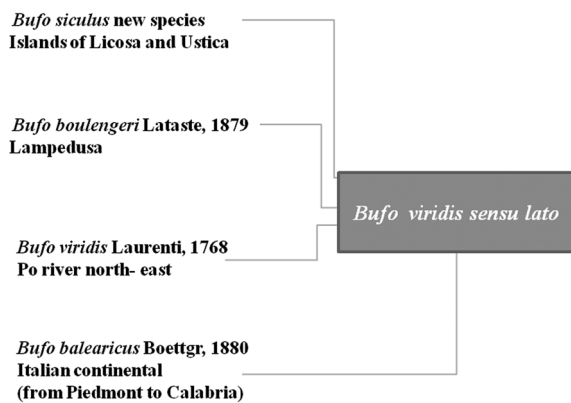 Bufo siculus new species
Islands of Licosa and Ustica
Bufo boulengeri Lataste, 1879
Lampedusa
Bufo viridis sensu lato
Bufo viridis Laurenti, 1768
Po river north- east
Bufo balearicus Boettgr, 1880
Italian continental
(from Piedmont to Calabria)